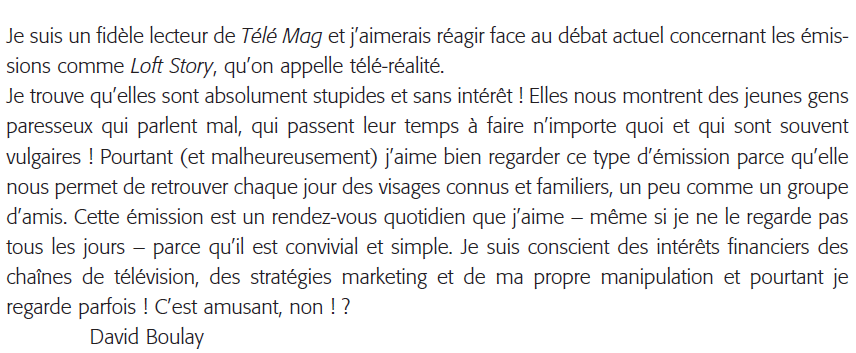 Je suis un fidèle lecteur de Télé Mag et j’aimerais réagir face au débat actuel concernant les émis-
sions comme Loft Story, qu’on appelle télé-réalité.
Je trouve qu’elles sont absolument stupides et sans intérêt ! Elles nous montrent des jeunes gens
paresseux qui parlent mal, qui passent leur temps à faire n’importe quoi et qui sont souvent
vulgaires ! Pourtant (et malheureusement) j’aime bien regarder ce type d’émission parce qu’elle
nous permet de retrouver chaque jour des visages connus et familiers, un peu comme un groupe
d’amis. Cette émission est un rendez-vous quotidien que j’aime – même si je ne le regarde pas
tous les jours – parce qu’il est convivial et simple. Je suis conscient des intérêts financiers des
chaînes de télévision, des stratégies marketing et de ma propre manipulation et pourtant je
regarde parfois ! C’est amusant, non ! ?
David Boulay